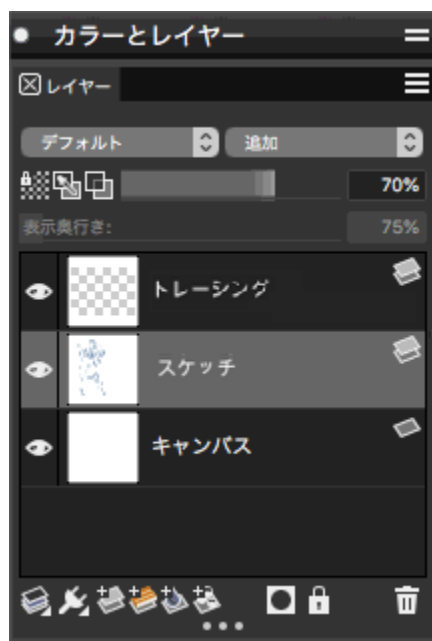 カラーとレイヤー
レイヤー
デフォルト 追加
70%
表示奥行き: 75%
トレーシング
スケッチ
キャンバス